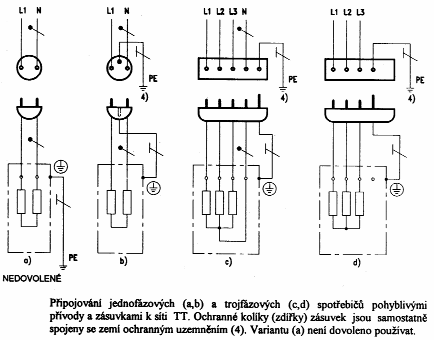 L1 N
L1 N
L1 L2 L3 N
L1 L2 L3
PE
4)
PE
4)
PE
4)
PE
a)
b)
c)
d)
NEDOVOLENÉ
Připojování jednofázových (a,b) a trojfázových (c,d) spotřebičů pohyblivými
přívody a zásuvkami k síti TT. Ochranné kolíky (zdířky) zásuvek jsou samostatně
spojeny se zemí ochranným uzemněním (4). Variantu (a) není dovoleno používat.